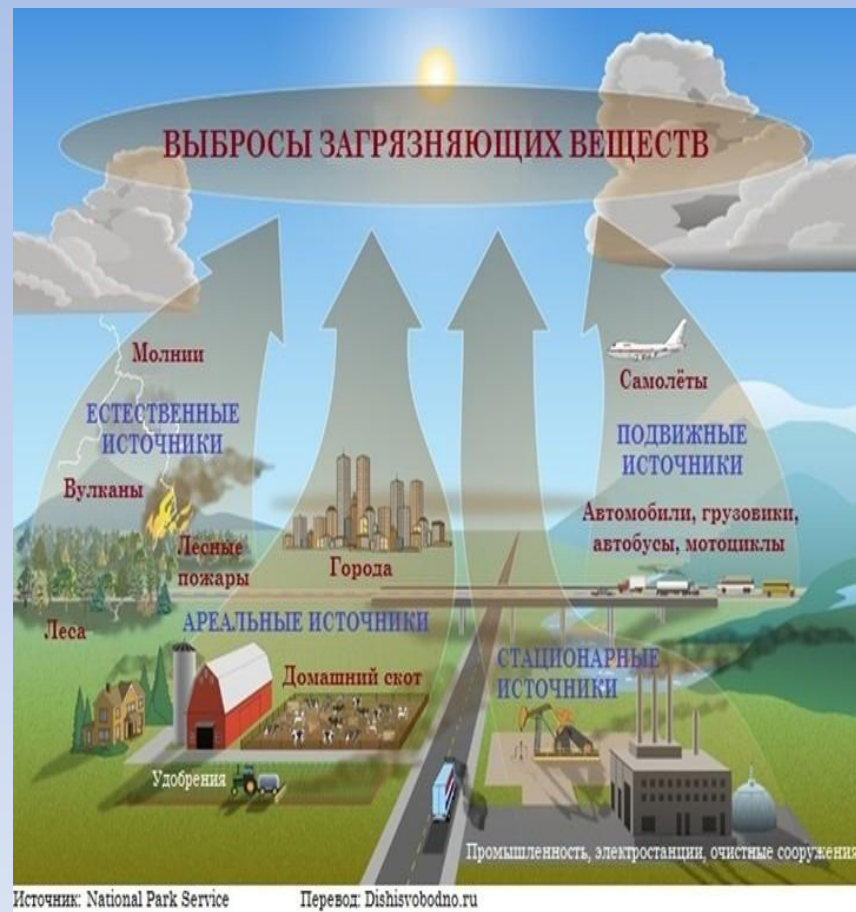 ВЫБРОСЫ ЗАГРЯЗНЯЮЩИХ ВЕЩЕСТВ
Молнии
ЕСТЕСТВЕННЫЕ
ИСТОЧНИКИ
Вулканы
Лесные
пожары
Леса
Города
Самолёты
ПОДВИЖНЫЕ
ИСТОЧНИКИ
Автомобили, грузовики,
автобусы, мотоциклы
АРЕАЛЬНЫЕ ИСТОЧНИКИ
Домашний скот
Удобрения
СТАЦИОНАРНЫЕ
ИСТОЧНИКИ
Промышленность, электростанции, очистные сооружения
Источник: National Park Service
Перевод: Dishisvobodno.ru